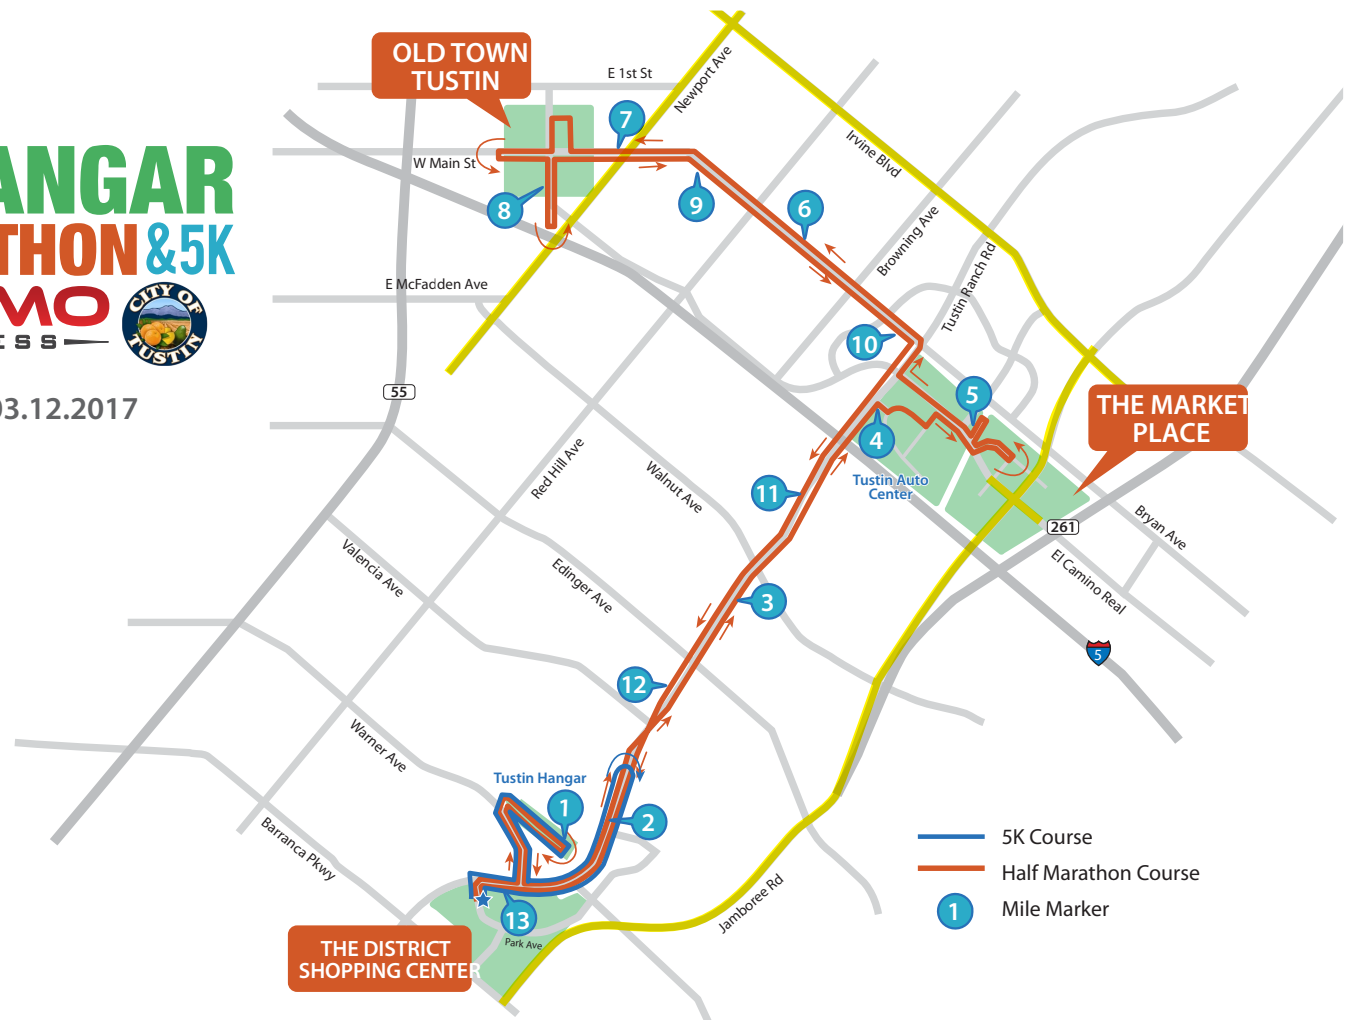 OLD TOWN
TUSTIN
E 1st St
Newport Ave
Irvine Blvd
7
W Main St
8
9
6
Browning Ave
Tustin Ranch Rd
ANGAR
THON &5K
MO
ESS
CITY OF
TUSTIN
03.12.2017
E McFadden Ave
55
10
5
4
THE MARKET
PLACE
Tustin Auto
Center
11
Red Hill Ave
Walnut Ave
261
Bryan Ave
El Camino Real
5
Valencia Ave
Edinger Ave
3
12
Warner Ave
Tustin Hangar
1
2
Barranca Pkwy
13
Park Ave
Jamboree Rd
THE DISTRICT
SHOPPING CENTER
5K Course
Half Marathon Course
1
Mile Marker